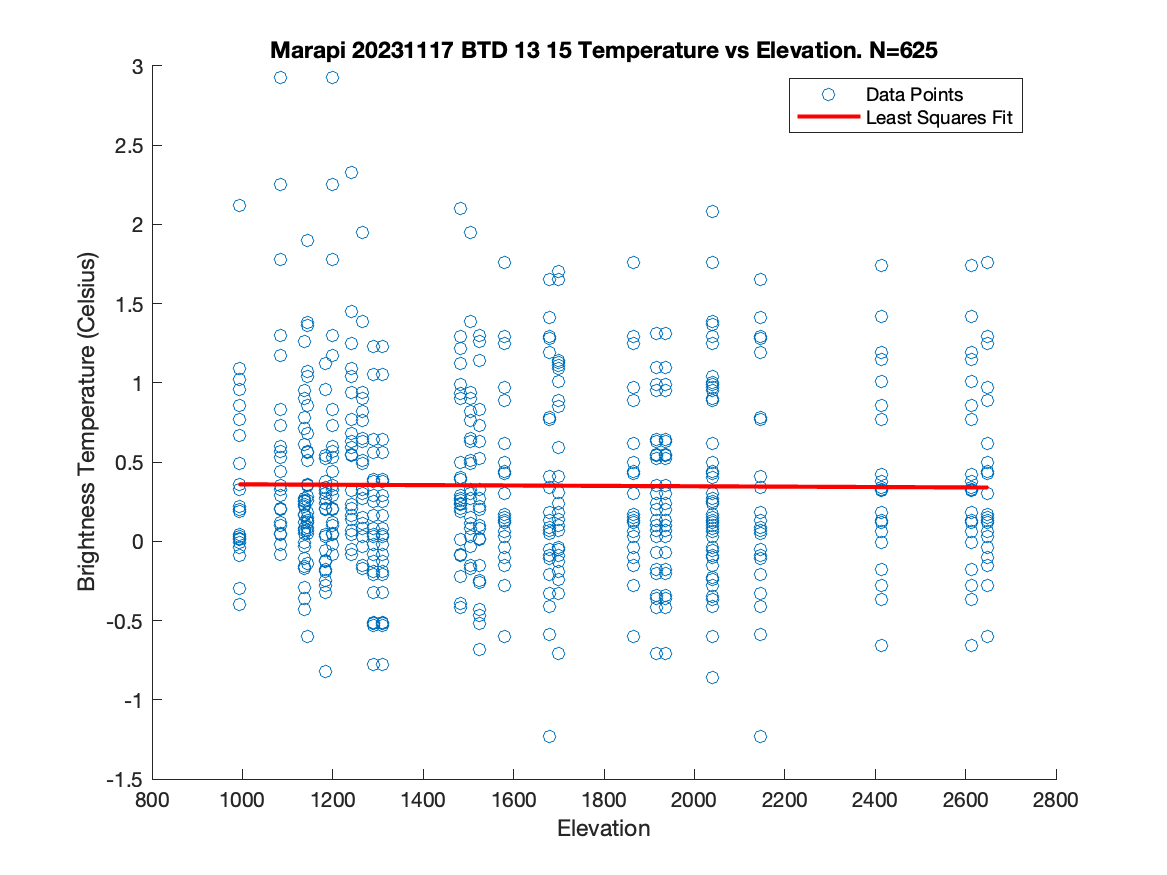 Marapi 20231117 BTD 13 15 Temperature vs Elevation. N=625
Data Points
Least Squares Fit
3
2.5
2
1.5
1
0.5
0
-0.5
-1
-1.5
Brightness Temperature (Celsius)
800 1000 1200 1400 1600 1800 2000 2200 2400 2600 2800
Elevation